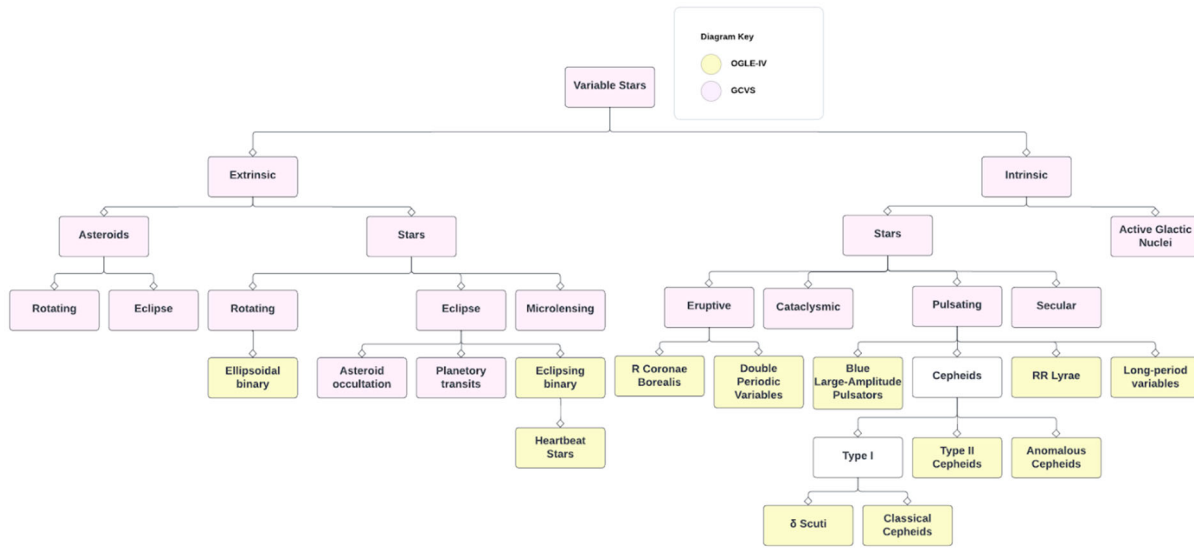 Diagram Key
OGLE-IV
GCVS
Variable Stars
Extrinsic
Intrinsic
Asteroids
Stars
Stars
Active Glactic
Nuclei
Rotating
Eclipse
Rotating
Eclipse
Microlensing
Eruptive
Cataclysmic
Pulsating
Secular
Ellipsoidal
binary
Asteroid
occultation
Planetory
transits
Eclipsing
binary
R Coronae
Borealis
Double
Periodic
Variables
Blue
Large-Amplitude
Pulsators
Cepheids
RR Lyrae
Long-period
variables
Heartbeat
Stars
Type I
Type II
Cepheids
Anomalous
Cepheids
δ Scuti
Classical
Cepheids